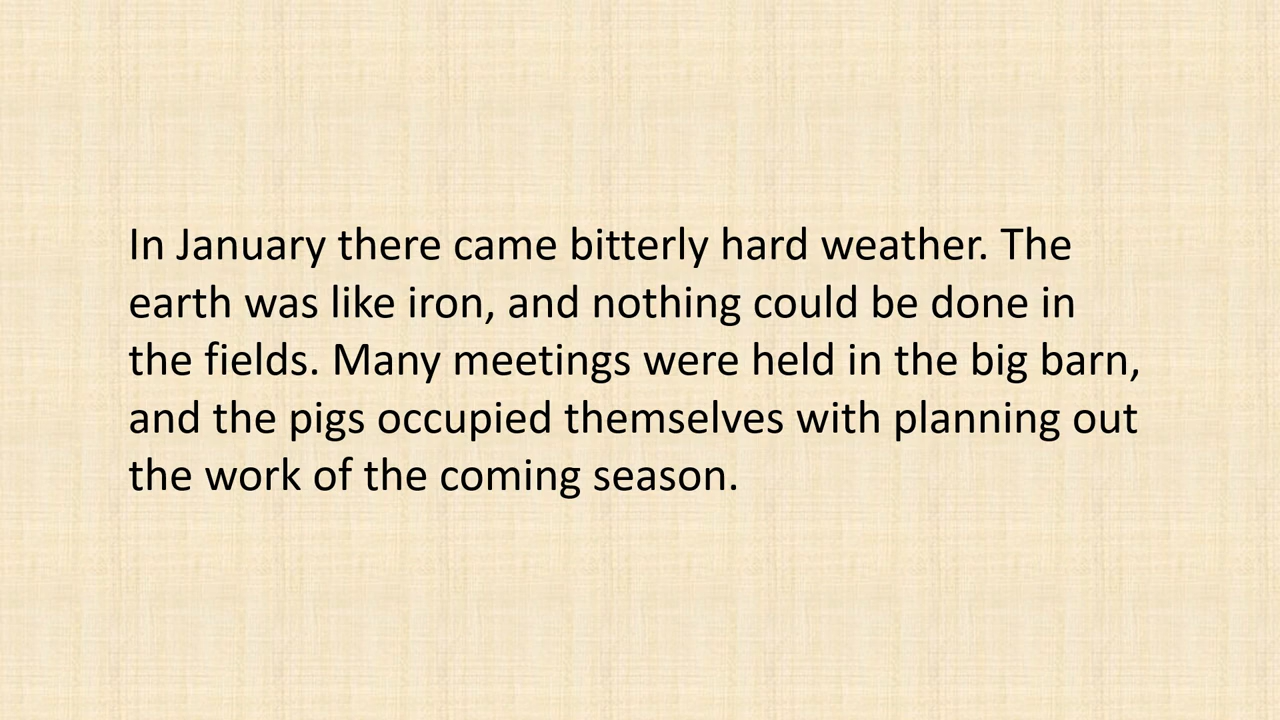 In January there came bitterly hard weather. The
earth was like iron, and nothing could be done in
the fields. Many meetings were held in the big barn,
and the pigs occupied themselves with planning out
the work of the coming season.